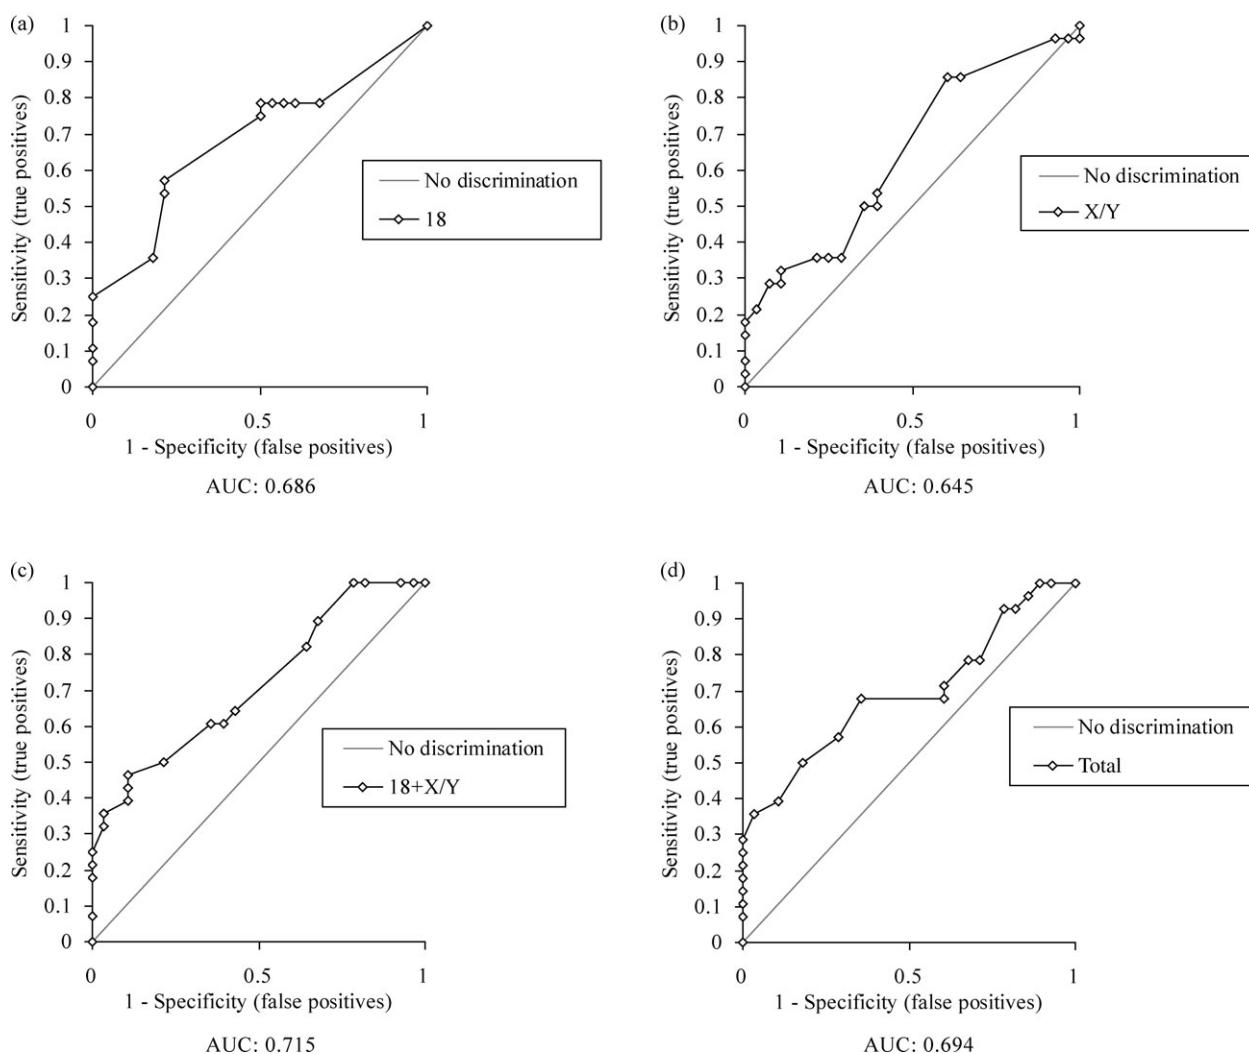 (a)
Sensitivity (true positives)
1
0.9
0.8
0.7
0.6
0.5
0.4
0.3
0.2
0.1
0
No discrimination
18
0 0.5 1
1 - Specificity (false positives)
AUC: 0.686
(b)
Sensitivity (true positives)
1
0.9
0.8
0.7
0.6
0.5
0.4
0.3
0.2
0.1
0
No discrimination
X/Y
0 0.5 1
1 - Specificity (false positives)
AUC: 0.645
(c)
Sensitivity (true positives)
1
0.9
0.8
0.7
0.6
0.5
0.4
0.3
0.2
0.1
0
No discrimination
18+X/Y
0 0.5 1
1 - Specificity (false positives)
AUC: 0.715
(d)
Sensitivity (true positives)
1
0.9
0.8
0.7
0.6
0.5
0.4
0.3
0.2
0.1
0
No discrimination
Total
0 0.5 1
1 - Specificity (false positives)
AUC: 0.694